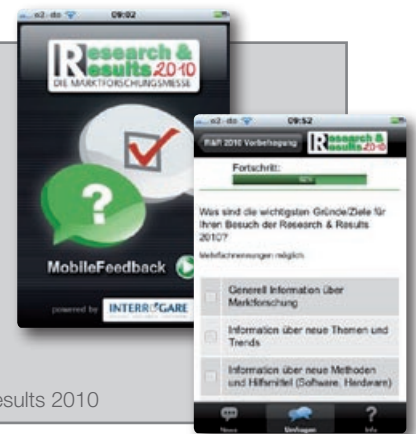 o2-de 09:02
Research &
Results 2010
DIE MARKTFORSCHUNGSMESSE
MobileFeedback
powered by INTERROGARE
o2-de 09:52
R&R 2010 Vorbefragung
Research &
Results 2010
Fortschritt:
Was sind die wichtigsten Gründe/Ziele für
Ihren Besuch der Research & Results
2010?
Mehrfachnennungen möglich.
Generell Information über
Marktforschung
Information über neue Themen und
Trends
Information über neue Methoden
und Hilfsmittel (Software, Hardware)
News Umfragen Info
esults 2010